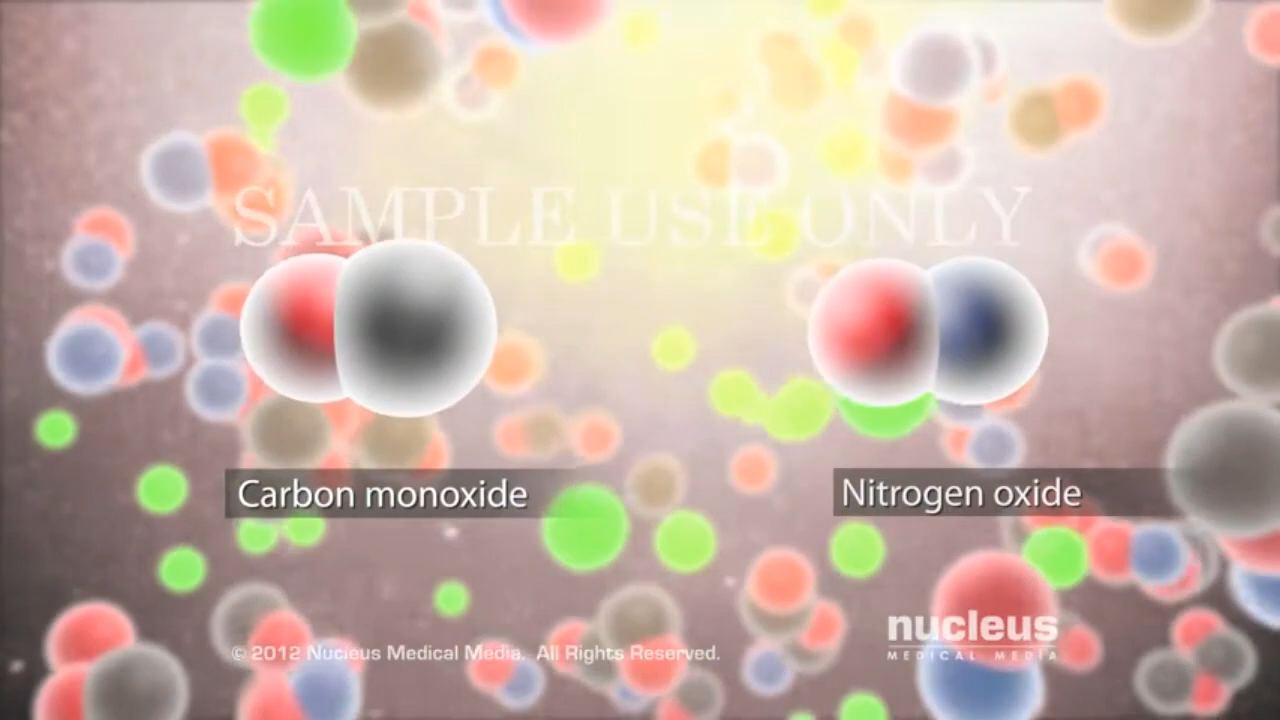 SAMPLE USE ONLY
Carbon monoxide
Nitrogen oxide
nucleus
MEDICAL MEDIA
© 2012 Nucleus Medical Media. All Rights Reserved.